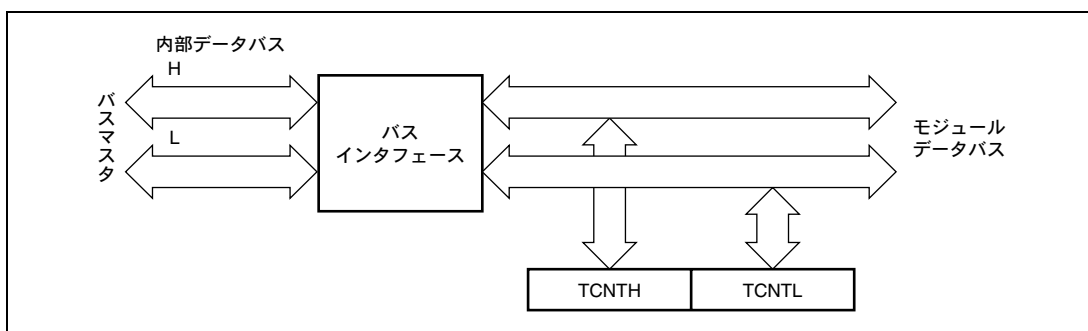 内部データバス
H
L
バスマスタ
バス
インタフェース
モジュール
データバス
TCNTH
TCNTL